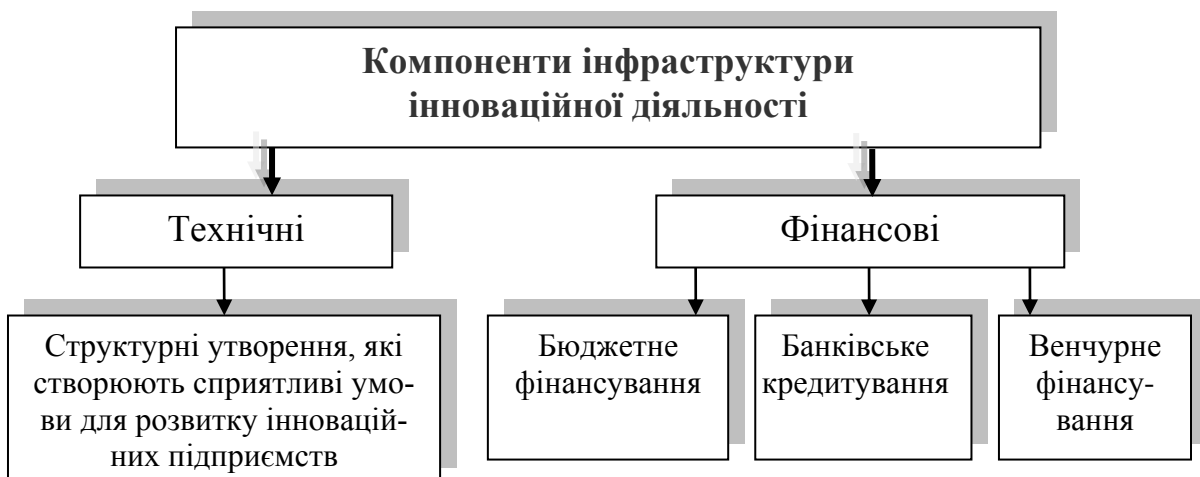 Компоненти інфраструктури
інноваційної діяльності
Технічні
Фінансові
Структурні утворення, які
створюють сприятливі умо-
ви для розвитку інновацій-
них підприємств
Бюджетне
фінансування
Банківське
кредитування
Венчурне
фінансу-
вання